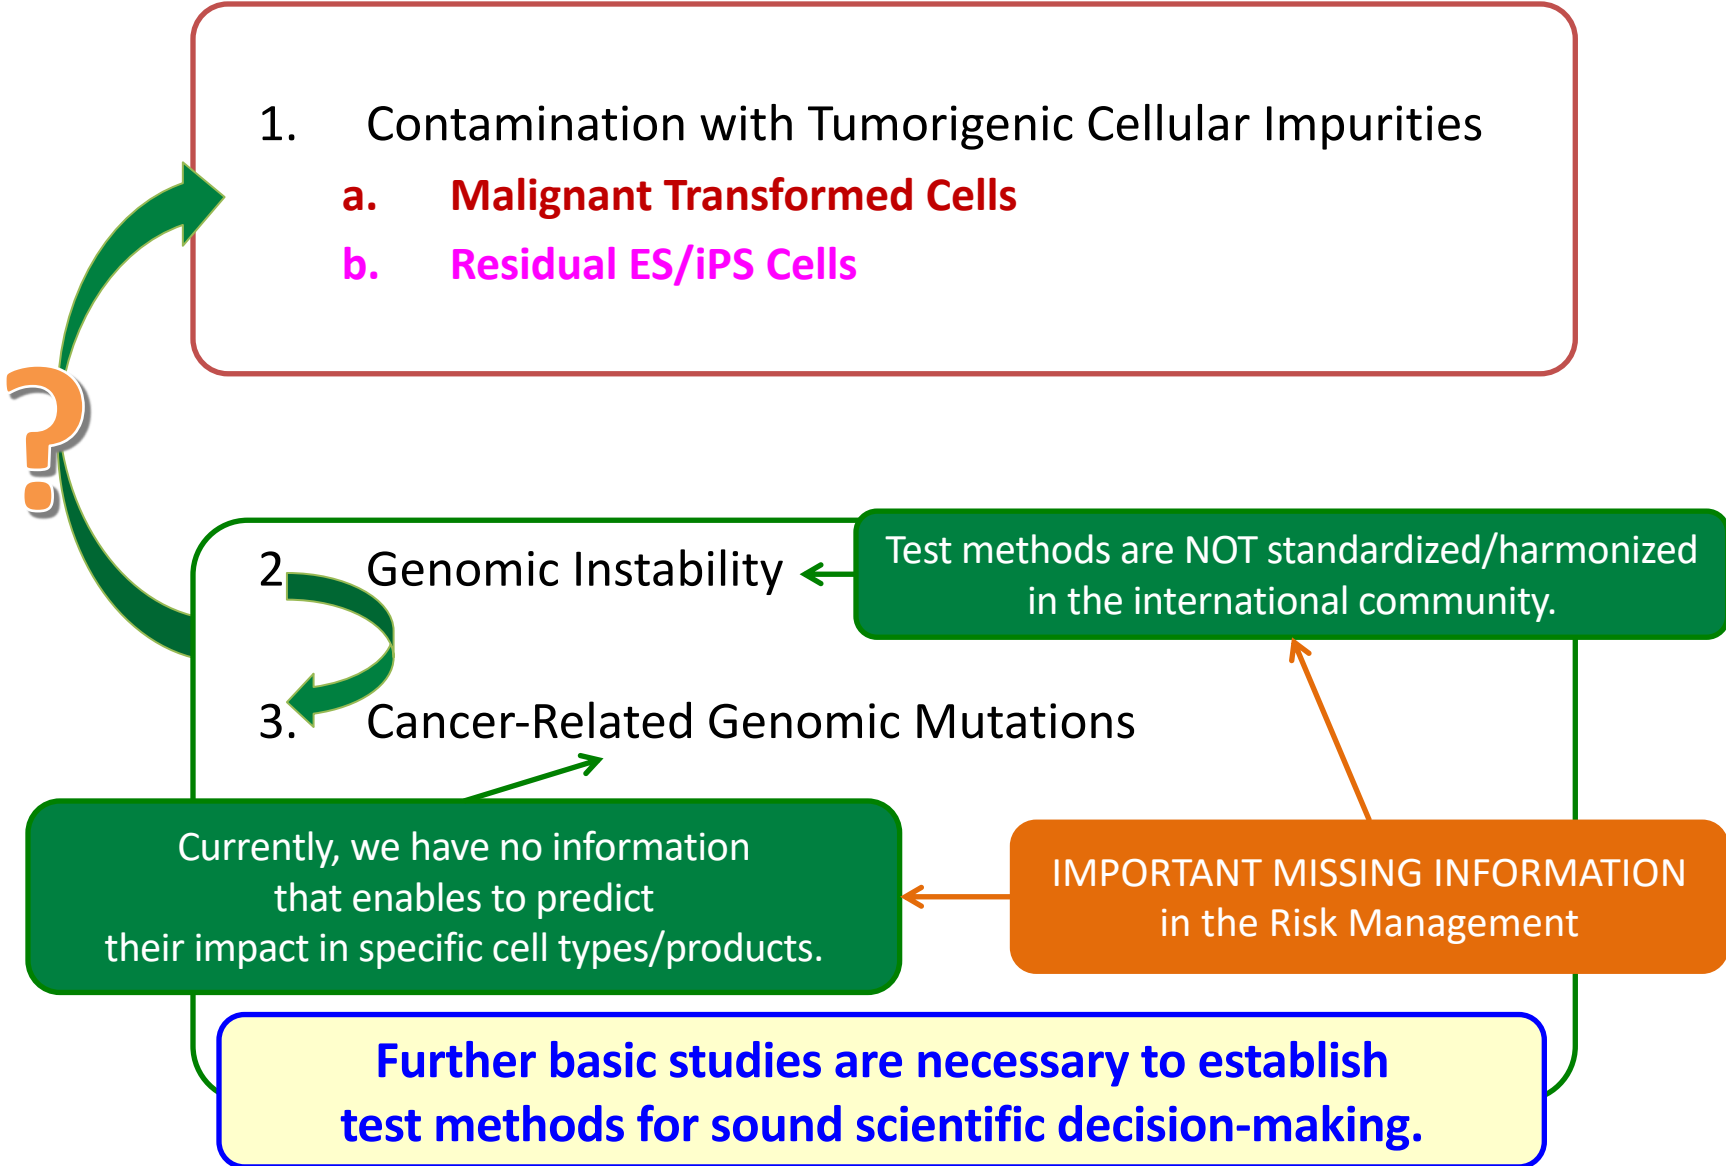 1. Contamination with Tumorigenic Cellular Impurities
a. Malignant Transformed Cells
b. Residual ES/iPS Cells
?
2 Genomic Instability
Test methods are NOT standardized/harmonized
in the international community.
3. Cancer-Related Genomic Mutations
Currently, we have no information
that enables to predict
their impact in specific cell types/products.
IMPORTANT MISSING INFORMATION
in the Risk Management
Further basic studies are necessary to establish
test methods for sound scientific decision-making.